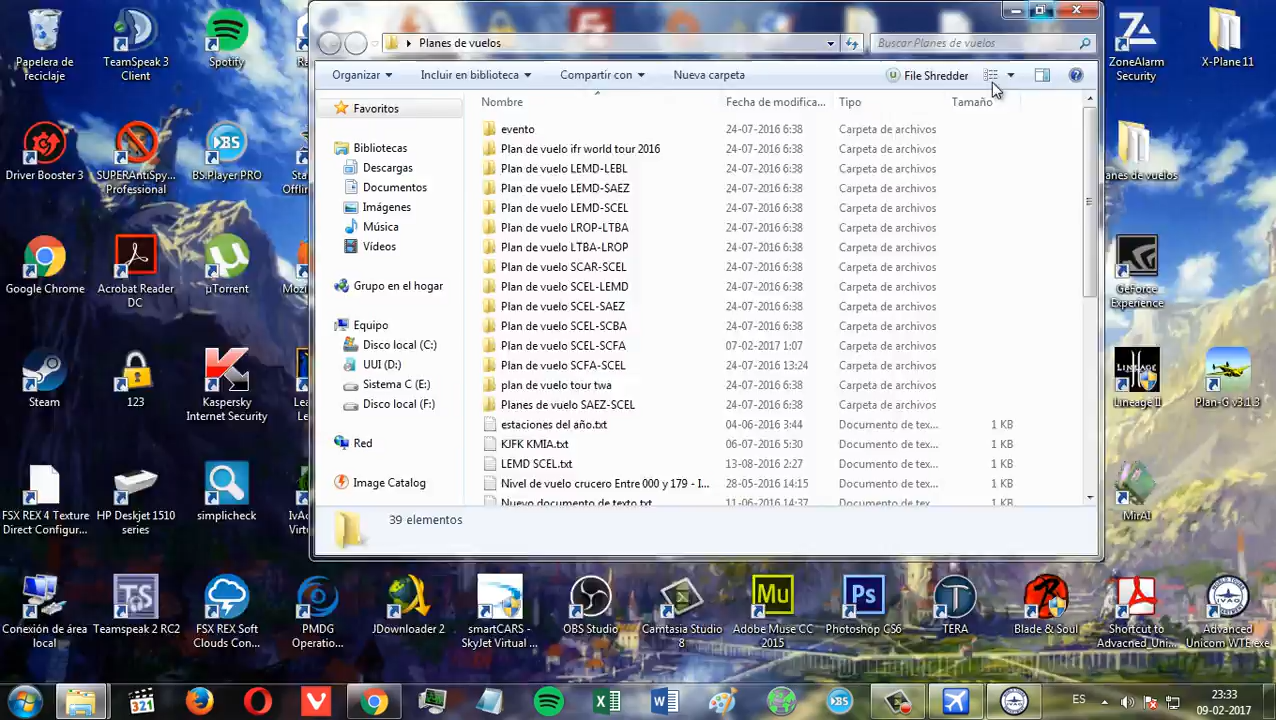 Papelera de reciclaje
TeamSpeak 3 Client
Spotify
Driver Booster 3
SUPERAntiSpy... Professional
BS.Player PRO
Google Chrome
Acrobat Reader DC
µTorrent
Steam
123
Kaspersky Internet Security
FSX REX 4 Texture Direct Configur...
HP Deskjet 1510 series
simplicheck
Planes de vuelos
Buscar Planes de vuelos
Organizar
Incluir en biblioteca
Compartir con
Nueva carpeta
File Shredder
Favoritos
Bibliotecas
Descargas
Documentos
Imágenes
Música
Vídeos
Grupo en el hogar
Equipo
Disco local (C:)
UUI (D:)
Sistema C (E:)
Disco local (F:)
Red
Image Catalog
Nombre Fecha de modifica... Tipo Tamaño
evento 24-07-2016 6:38 Carpeta de archivos
Plan de vuelo ifr world tour 2016 24-07-2016 6:38 Carpeta de archivos
Plan de vuelo LEMD-LEBL 24-07-2016 6:38 Carpeta de archivos
Plan de vuelo LEMD-SAEZ 24-07-2016 6:38 Carpeta de archivos
Plan de vuelo LEMD-SCEL 24-07-2016 6:38 Carpeta de archivos
Plan de vuelo LROP-LTBA 24-07-2016 6:38 Carpeta de archivos
Plan de vuelo LTBA-LROP 24-07-2016 6:38 Carpeta de archivos
Plan de vuelo SCAR-SCEL 24-07-2016 6:38 Carpeta de archivos
Plan de vuelo SCEL-LEMD 24-07-2016 6:38 Carpeta de archivos
Plan de vuelo SCEL-SAEZ 24-07-2016 6:38 Carpeta de archivos
Plan de vuelo SCEL-SCBA 24-07-2016 6:38 Carpeta de archivos
Plan de vuelo SCEL-SCFA 07-02-2017 1:07 Carpeta de archivos
Plan de vuelo SCFA-SCEL 24-07-2016 13:24 Carpeta de archivos
plan de vuelo tour twa 24-07-2016 6:38 Carpeta de archivos
Planes de vuelo SAEZ-SCEL 24-07-2016 6:38 Carpeta de archivos
estaciones del año.txt 04-06-2016 3:44 Documento de tex... 1 KB
KJFK KMIA.txt 06-07-2016 5:30 Documento de tex... 1 KB
LEMD SCEL.txt 13-08-2016 2:27 Documento de tex... 1 KB
Nivel de vuelo crucero Entre 000 y 179 - I... 28-05-2016 14:15 Documento de tex... 1 KB
Nuevo documento de texto.txt 11-06-2016 14:37 Documento de tex... 1 KB
39 elementos
ZoneAlarm Security
X-Plane 11
anes de vuelos
GeForce Experience
Lineage II
Plan-G v3.1.3
MirAI
Conexión de área local
Teamspeak 2 RC2
FSX REX Soft Clouds Con...
PMDG Operatio...
JDownloader 2
smartCARS - SkyJet Virtual ...
OBS Studio
Camtasia Studio 8
Adobe Muse CC 2015
Photoshop CS6
TERA
Blade & Soul
Shortcut to Advacned_Uni...
Advanced Unicom WTE.exe
ES
23:33
09-02-2017